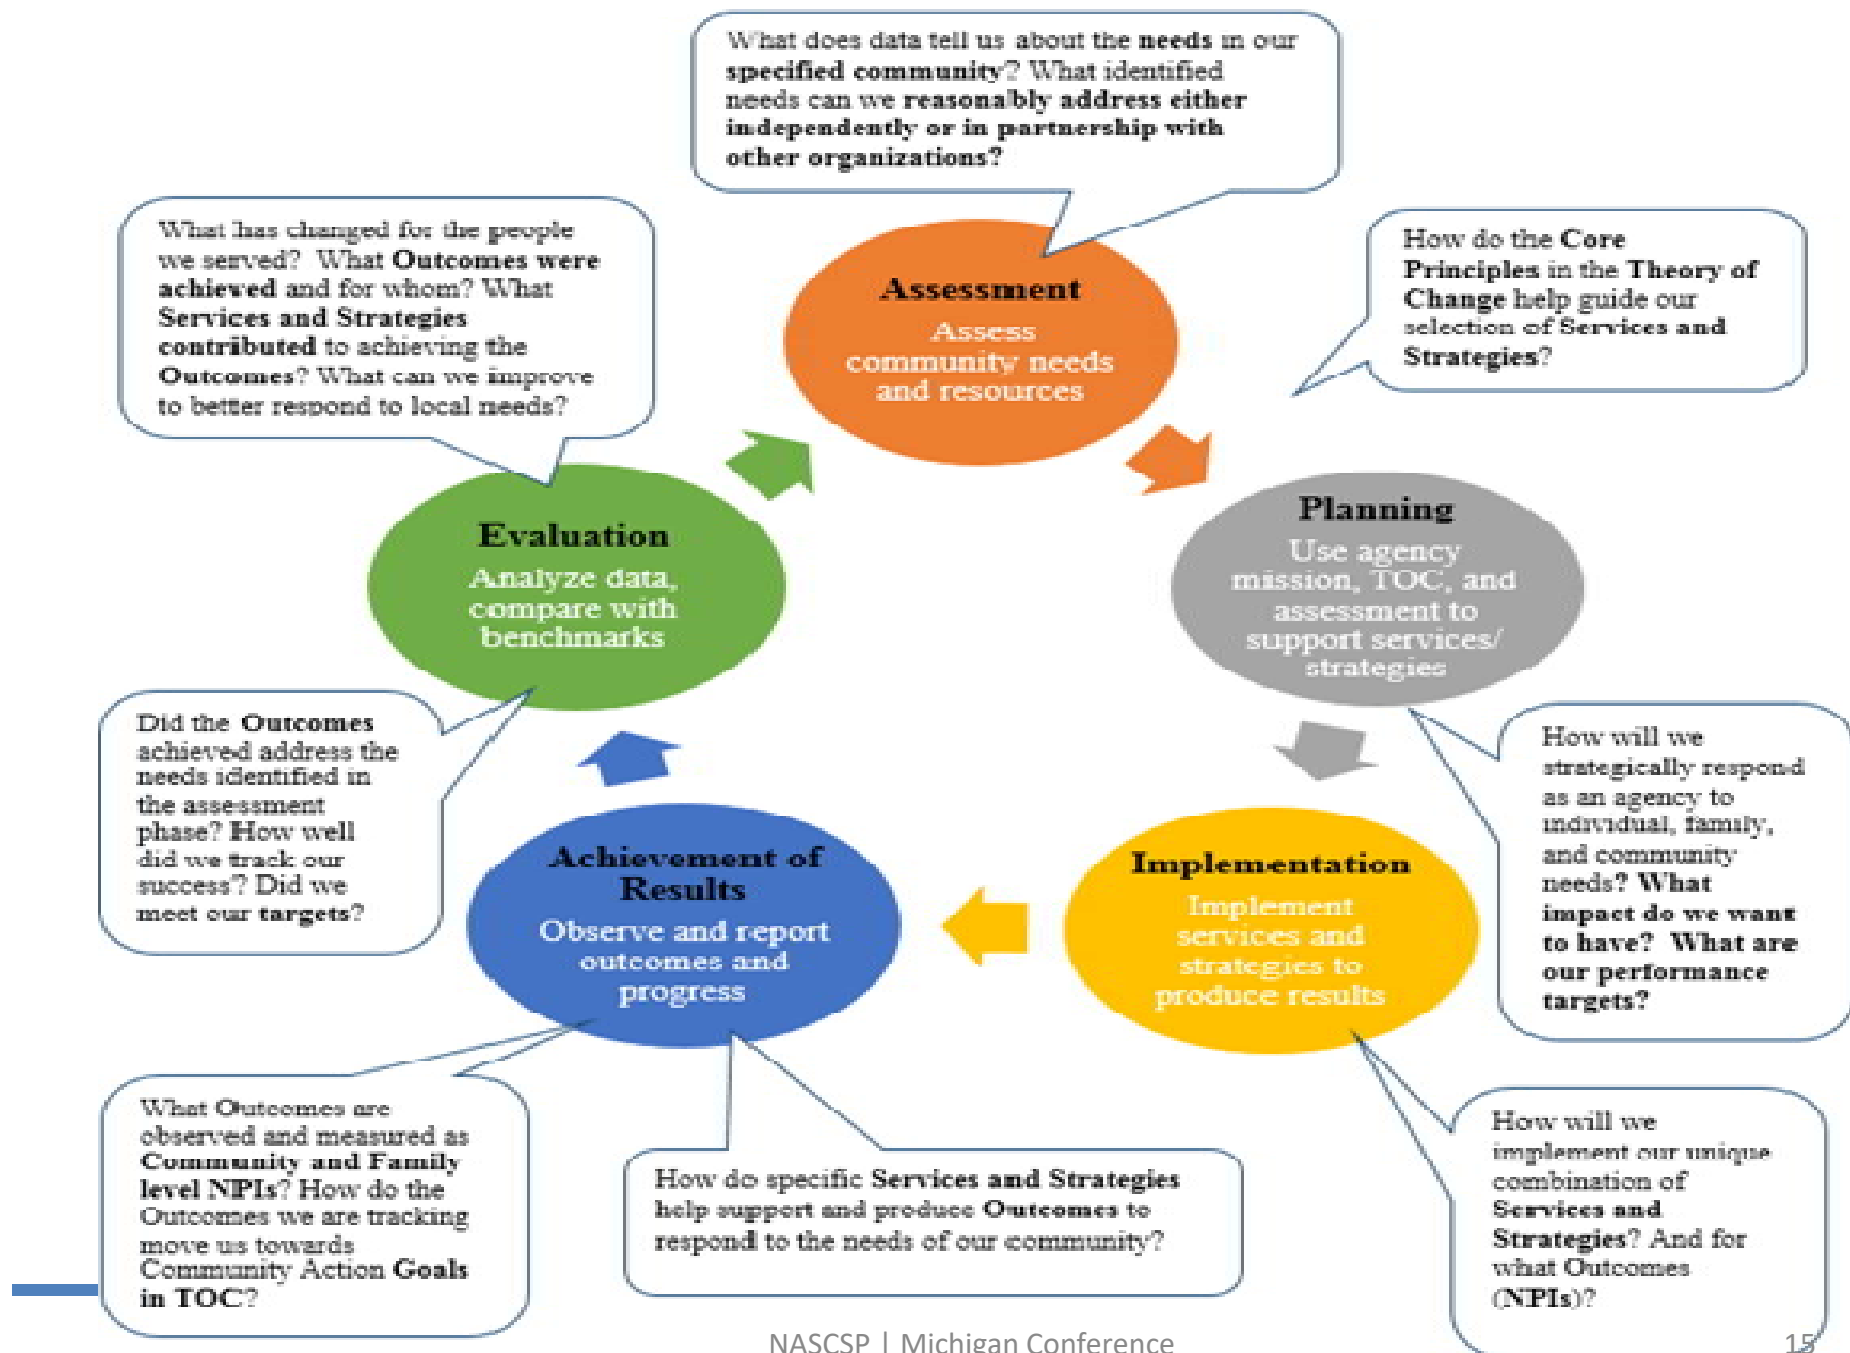 What does data tell us about the needs in our
specified community? What identified
needs can we reasonably address either
independently or in partnership with
other organizations?
What has changed for the people
we served? What Outcomes were
achieved and for whom? What
Services and Strategies
contributed to achieving the
Outcomes? What can we improve
to better respond to local needs?
How do the Core
Principles in the Theory of
Change help guide our
selection of Services and
Strategies?
Assessment
Assess
community needs
and resources
Evaluation
Analyze data,
compare with
benchmarks
Planning
Use agency
mission, TOC, and
assessment to
support services/
strategies
Did the Outcomes
achieved address the
needs identified in
the assessment
phase? How well
did we track our
success? Did we
meet our targets?
How will we
strategically respond
as an agency to
individual, family,
and community
needs? What
impact do we want
to have? What are
our performance
targets?
Achievement of
Results
Observe and report
outcomes and
progress
Implementation
Implement
services and
strategies to
produce results
What Outcomes are
observed and measured as
Community and Family
level NPIs? How do the
Outcomes we are tracking
move us towards
Community Action Goals
in TOC?
How do specific Services and Strategies
help support and produce Outcomes to
respond to the needs of our community?
How will we
implement our unique
combination of
Services and
Strategies? And for
what Outcomes
(NPIs)?
NASCSP | Michigan Conference
15